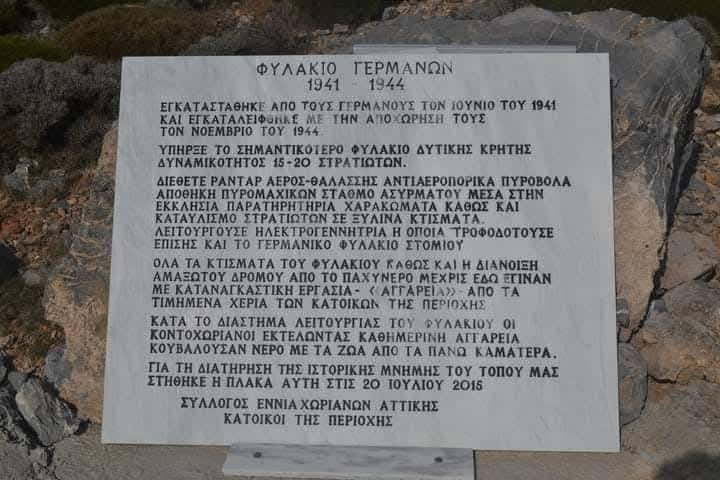 ΦΥΛΑΚΙΟ ΓΕΡΜΑΝΩΝ
1941 - 1944
ΕΓΚΑΤΑΣΤΑΘΗΚΕ ΑΠΟ ΤΟΥΣ ΓΕΡΜΑΝΟΥΣ ΤΟΝ ΙΟΥΝΙΟ ΤΟΥ 1941
ΚΑΙ ΕΓΚΑΤΑΛΕΙΦΘΗΚΕ ΜΕ ΤΗΝ ΑΠΟΧΩΡΗΣΗ ΤΟΥΣ
ΤΟΝ ΝΟΕΜΒΡΙΟ ΤΟΥ 1944.
ΥΠΗΡΞΕ ΤΟ ΣΗΜΑΝΤΙΚΟΤΕΡΟ ΦΥΛΑΚΙΟ ΔΥΤΙΚΗΣ ΚΡΗΤΗΣ
ΔΥΝΑΜΙΚΟΤΗΤΟΣ 15-20 ΣΤΡΑΤΙΩΤΩΝ.
ΔΙΕΘΕΤΕ ΡΑΝΤΑΡ ΑΕΡΟΣ-ΘΑΛΑΣΣΗΣ ΑΝΤΙΑΕΡΟΠΟΡΙΚΑ ΠΥΡΟΒΟΛΑ
ΑΠΟΘΗΚΗ ΠΥΡΟΜΑΧΙΚΩΝ ΣΤΑΘΜΟ ΑΣΥΡΜΑΤΟΥ ΜΕΣΑ ΣΤΗΝ
ΕΚΚΛΗΣΙΑ ΠΑΡΑΤΗΡΗΤΗΡΙΑ ΧΑΡΑΚΩΜΑΤΑ ΚΑΘΩΣ ΚΑΙ
ΚΑΤΑΥΛΙΣΜΟ ΣΤΡΑΤΙΩΤΩΝ ΣΕ ΞΥΛΙΝΑ ΚΤΙΣΜΑΤΑ.
ΛΕΙΤΟΥΡΓΟΥΣΕ ΗΛΕΚΤΡΟΓΕΝΝΗΤΡΙΑ Η ΟΠΟΙΑ ΤΡΟΦΟΔΟΤΟΥΣΕ
ΕΠΙΣΗΣ ΚΑΙ ΤΟ ΓΕΡΜΑΝΙΚΟ ΦΥΛΑΚΙΟ ΣΤΟΜΙΟΥ
ΟΛΑ ΤΑ ΚΤΙΣΜΑΤΑ ΤΟΥ ΦΥΛΑΚΙΟΥ ΚΑΘΩΣ ΚΑΙ Η ΔΙΑΝΟΙΞΗ
ΑΜΑΞΩΤΟΥ ΔΡΟΜΟΥ ΑΠΟ ΤΟ ΠΑΧΥΝΕΡΟ ΜΕΧΡΙΣ ΕΔΩ ΕΓΙΝΑΝ
ΜΕ ΚΑΤΑΝΑΓΚΑΣΤΙΚΗ ΕΡΓΑΣΙΑ- «ΑΓΓΑΡΕΙΑ» -ΑΠΟ ΤΑ
ΤΙΜΗΜΕΝΑ ΧΕΡΙΑ ΤΩΝ ΚΑΤΟΙΚΩΝ ΤΗΣ ΠΕΡΙΟΧΗΣ.
ΚΑΤΑ ΤΟ ΔΙΑΣΤΗΜΑ ΛΕΙΤΟΥΡΓΙΑΣ ΤΟΥ ΦΥΛΑΚΙΟΥ ΟΙ
ΚΟΝΤΟΧΩΡΙΑΝΟΙ ΕΚΤΕΛΩΝΤΑΣ ΚΑΘΗΜΕΡΙΝΗ ΑΓΓΑΡΕΙΑ
ΚΟΥΒΑΛΟΥΣΑΝ ΝΕΡΟ ΜΕ ΤΑ ΖΩΑ ΑΠΟ ΤΑ ΠΑΝΩ ΚΑΜΑΤΕΡΑ.
ΓΙΑ ΤΗ ΔΙΑΤΗΡΗΣΗ ΤΗΣ ΙΣΤΟΡΙΚΗΣ ΜΝΗΜΗΣ ΤΟΥ ΤΟΠΟΥ ΜΑΣ
ΣΤΗΘΗΚΕ Η ΠΛΑΚΑ ΑΥΤΗ ΣΤΙΣ 20 ΙΟΥΛΙΟΥ 2015
ΣΥΛΛΟΓΟΣ ΕΝΝΙΑΧΩΡΙΑΝΩΝ ΑΤΤΙΚΗΣ
ΚΑΤΟΙΚΟΙ ΤΗΣ ΠΕΡΙΟΧΗΣ